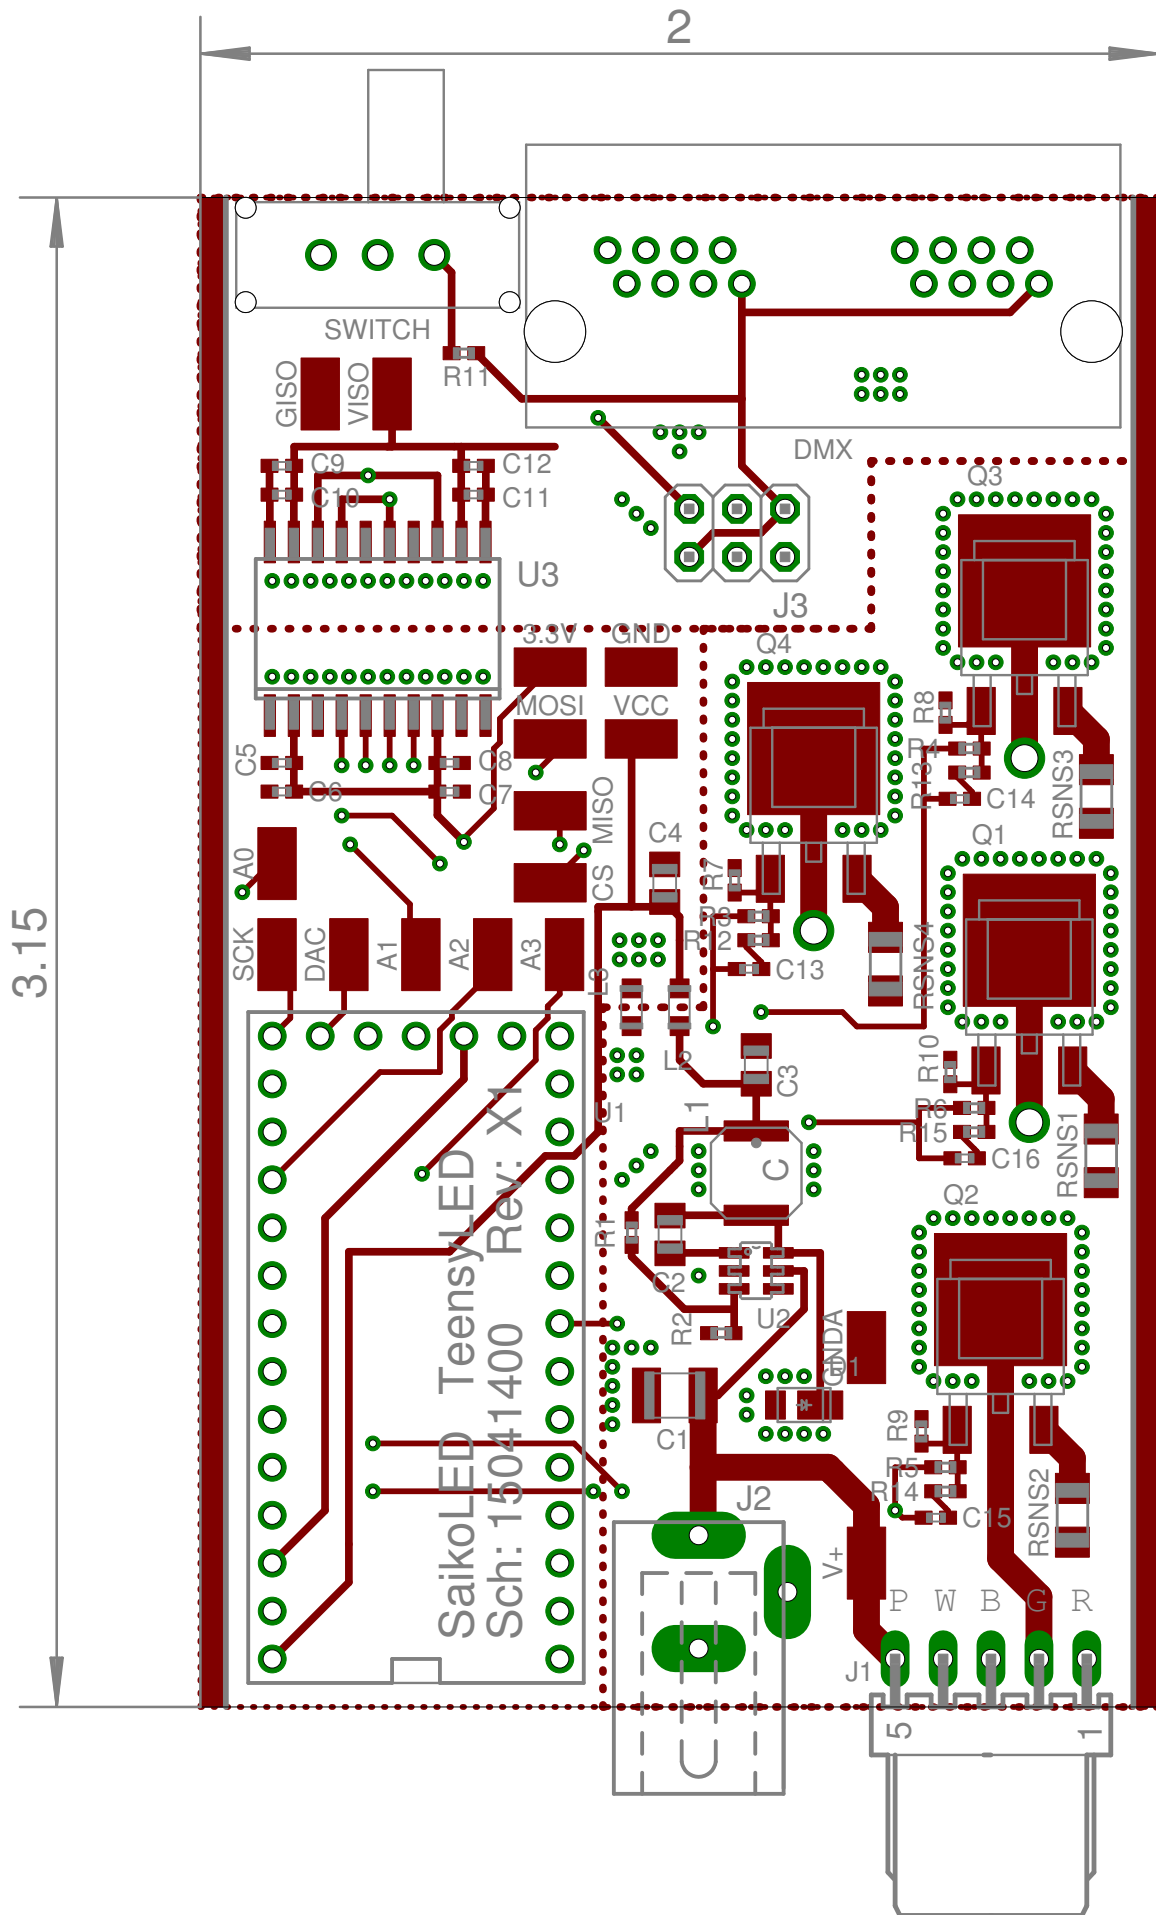 2
3.15
SWITCH
R11
GISO
VISO
DMX
C9
C12
C10
C11
Q3
U3
J3
3.3V
GND
Q4
MOSI
VCC
R8
R4
R13
C14
RSNS3
C5
C8
C6
C7
MISO
A0
CS
C4
Q1
R7
R3
R12
C13
RSNS4
SCK
DAC
A1
A2
A3
L3
L2
C3
R10
R6
R15
C16
RSNS1
U1
L1
C
Q2
SaikoLED TeensyLED
Sch: 15041400 Rev: X1
R1
C2
R2
U2
GNDA
D1
C1
R9
R5
R14
C15
RSNS2
J2
V+
P W B G R
J1
5
1